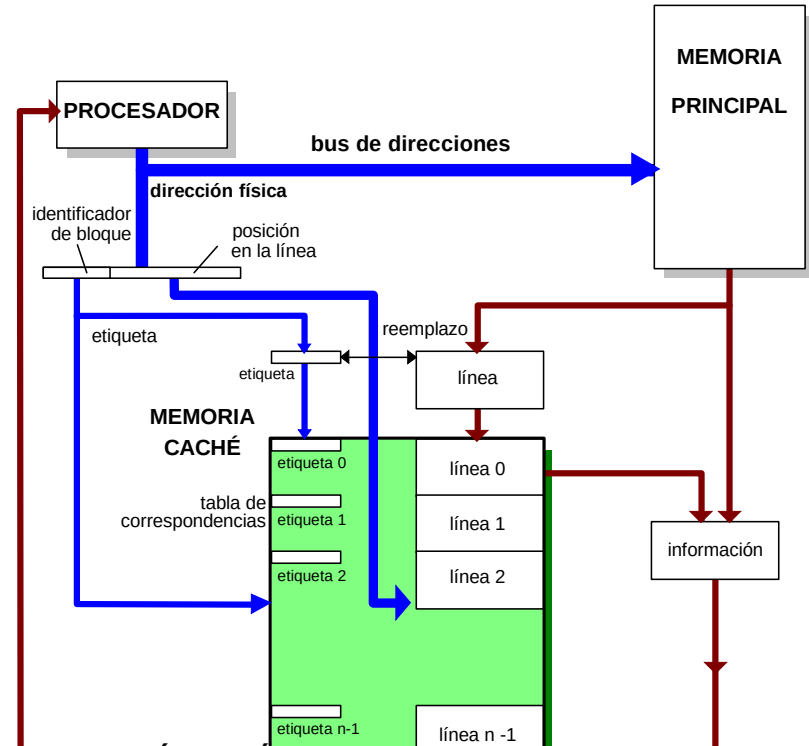 MEMORIA
PRINCIPAL
PROCESADOR
bus de direcciones
dirección física
identificador
de bloque
posición
en la línea
etiqueta
reemplazo
etiqueta
línea
MEMORIA
CACHÉ
etiqueta 0
línea 0
tabla de
correspondencias
etiqueta 1
línea 1
etiqueta 2
línea 2
información
etiqueta n-1
línea n -1